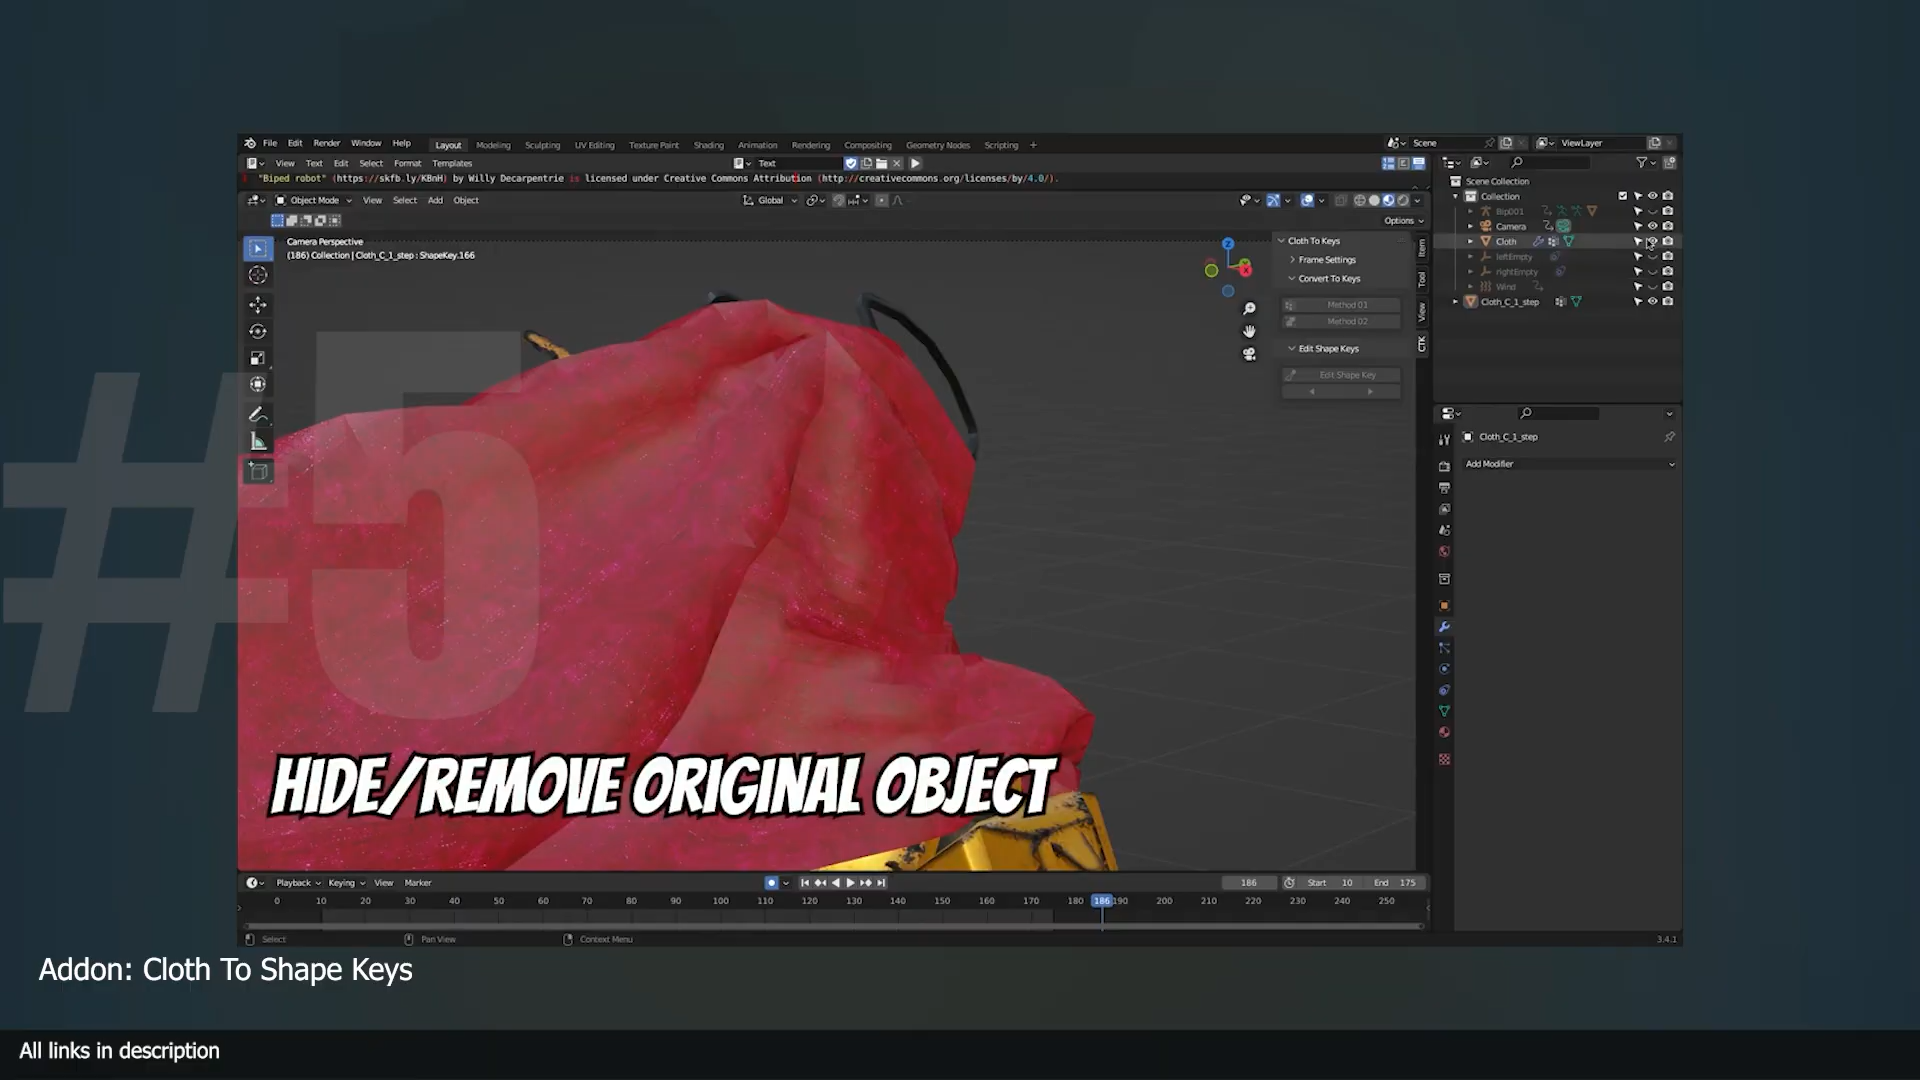 File Edit Render Window Help Layout Modeling Sculpting UV Editing Texture Paint Shading Animation Rendering Compositing Geometry Nodes Scripting + Scene ViewLayer
View Text Edit Select Format Templates Text
"Biped robot" (https://skfb.ly/KBnH) by Willy Decarpentrie is licensed under Creative Commons Attribution (http://creativecommons.org/licenses/by/4.0/).
Scene Collection
Collection
Object Mode View Select Add Object Global
Bip001
Options
Camera
Camera Perspective
Cloth To Keys
Cloth
(186) Collection | Cloth_C_1_step : ShapeKey.166
Frame Settings
leftEmpty
Convert To Keys
rightEmpty
Wind
Method 01
Cloth_C_1_step
Method 02
Edit Shape Keys
Edit Shape Key
Item
Tool
View
CTK
Cloth_C_1_step
Add Modifier
#5
HIDE/REMOVE ORIGINAL OBJECT
Playback Keying View Marker 186 Start 10 End 175
0 10 20 30 40 50 60 70 80 90 100 110 120 130 140 150 160 170 180 186 190 200 210 220 230 240 250
Select Pan View Context Menu 3.4.1
Addon: Cloth To Shape Keys
All links in description